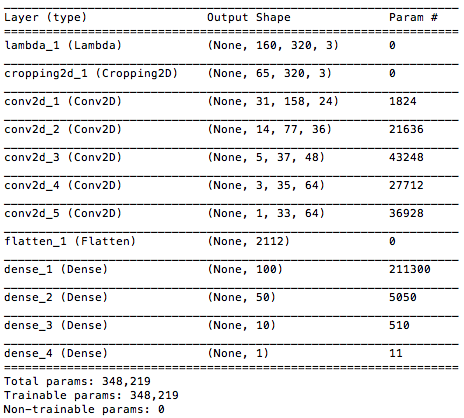 Layer (type) Output Shape Param #
lambda_1 (Lambda) (None, 160, 320, 3) 0
cropping2d_1 (Cropping2D) (None, 65, 320, 3) 0
conv2d_1 (Conv2D) (None, 31, 158, 24) 1824
conv2d_2 (Conv2D) (None, 14, 77, 36) 21636
conv2d_3 (Conv2D) (None, 5, 37, 48) 43248
conv2d_4 (Conv2D) (None, 3, 35, 64) 27712
conv2d_5 (Conv2D) (None, 1, 33, 64) 36928
flatten_1 (Flatten) (None, 2112) 0
dense_1 (Dense) (None, 100) 211300
dense_2 (Dense) (None, 50) 5050
dense_3 (Dense) (None, 10) 510
dense_4 (Dense) (None, 1) 11
Total params: 348,219
Trainable params: 348,219
Non-trainable params: 0